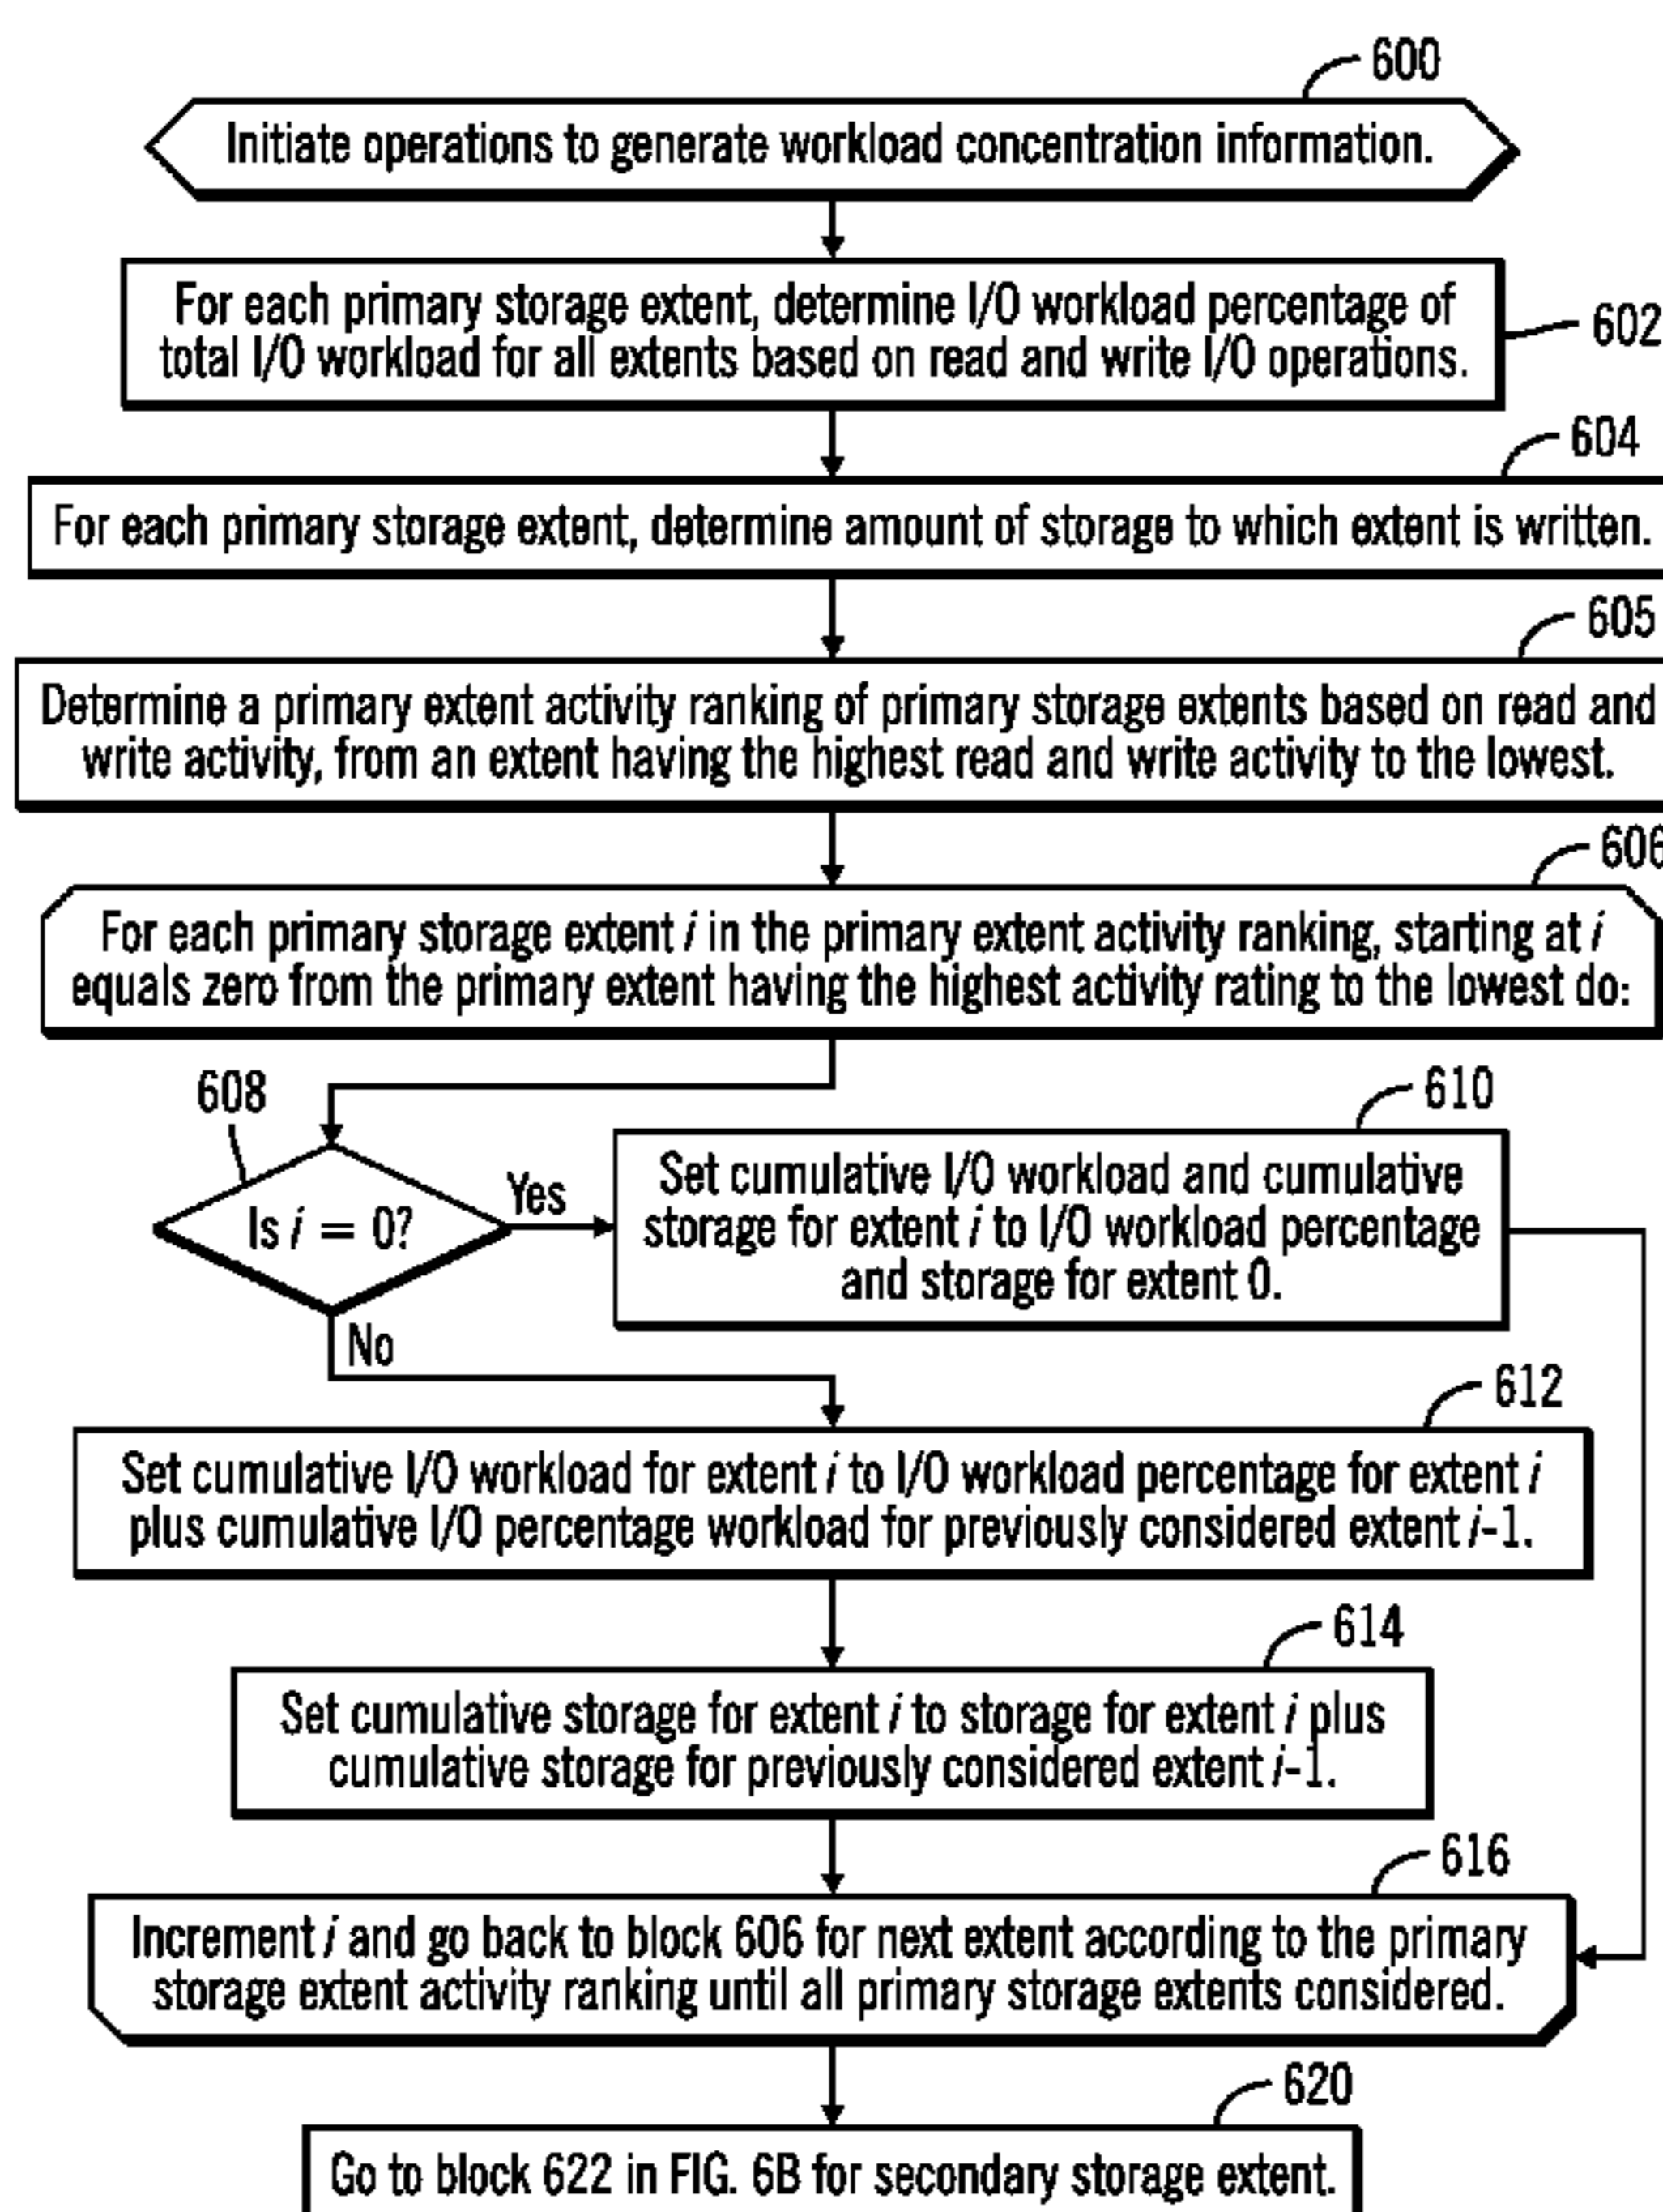 600
Initiate operations to generate workload concentration information.
For each primary storage extent, determine I/O workload percentage of
total I/O workload for all extents based on read and write I/O operations.
602
604
For each primary storage extent, determine amount of storage to which extent is written.
605
Determine a primary extent activity ranking of primary storage extents based on read and
write activity, from an extent having the highest read and write activity to the lowest.
606
For each primary storage extent i in the primary extent activity ranking, starting at i
equals zero from the primary extent having the highest activity rating to the lowest do:
608
Is i = 0?
Yes
610
Set cumulative I/O workload and cumulative
storage for extent i to I/O workload percentage
and storage for extent 0.
No
612
Set cumulative I/O workload for extent i to I/O workload percentage for extent i
plus cumulative I/O percentage workload for previously considered extent i-1.
614
Set cumulative storage for extent i to storage for extent i plus
cumulative storage for previously considered extent i-1.
616
Increment i and go back to block 606 for next extent according to the primary
storage extent activity ranking until all primary storage extents considered.
620
Go to block 622 in FIG. 6B for secondary storage extent.